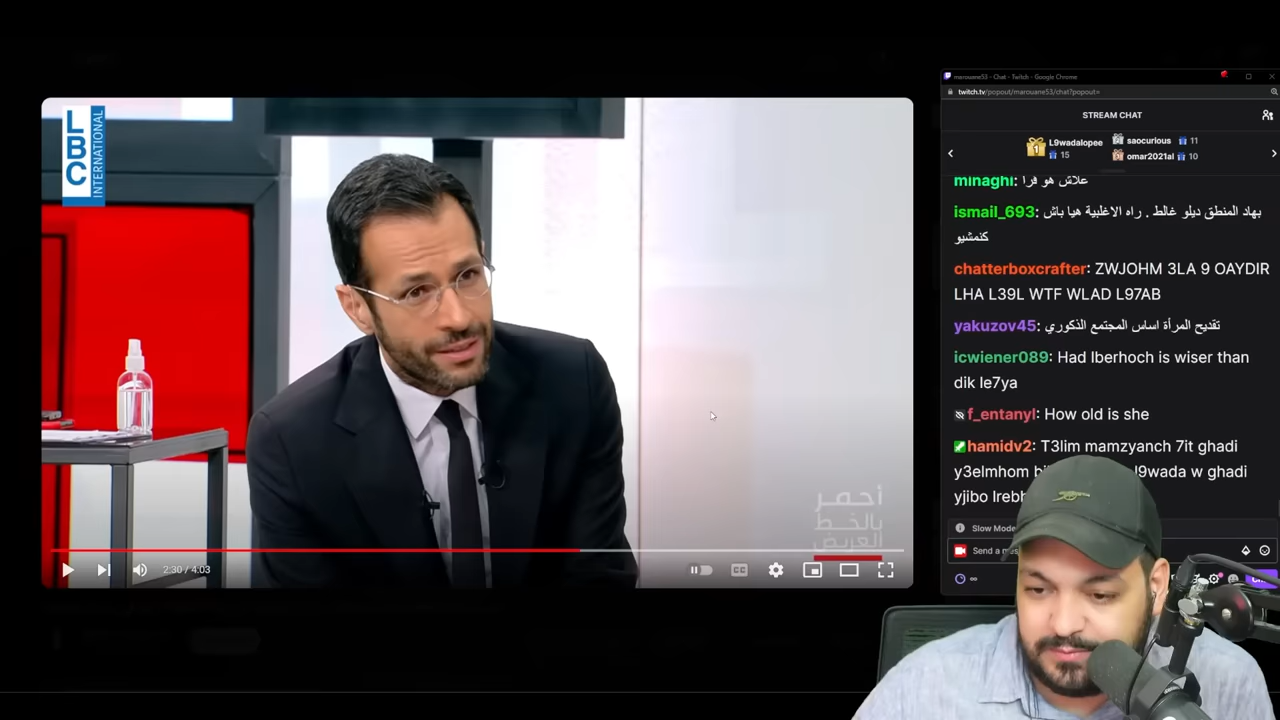 LBC
INTERNATIONAL
أحمر
بالخط
العريض
2:30 / 4:03
CC
marouane53 - Chat - Twitch - Google Chrome
twitch.tv/popout/marouane53/chat?popout=
STREAM CHAT
1
L9wadalopee
15
saocurious 11
omar2021al 10
minaghi: علاش هو فرا
ismail_693: بهاد المنطق ديلو غالط . راه الاغلبية هيا باش
كنمشيو
chatterboxcrafter: ZWJOHM 3LA 9 OAYDIR
LHA L39L WTF WLAD L97AB
yakuzov45: تقديح المرأة اساس المجتمع الذكوري
icwiener089: Had lberhoch is wiser than
dik le7ya
f_entanyl: How old is she
hamidv2: T3lim mamzyanch 7it ghadi
y3elmhom l9wada w ghadi
yjibo
Slow Mode
Send a